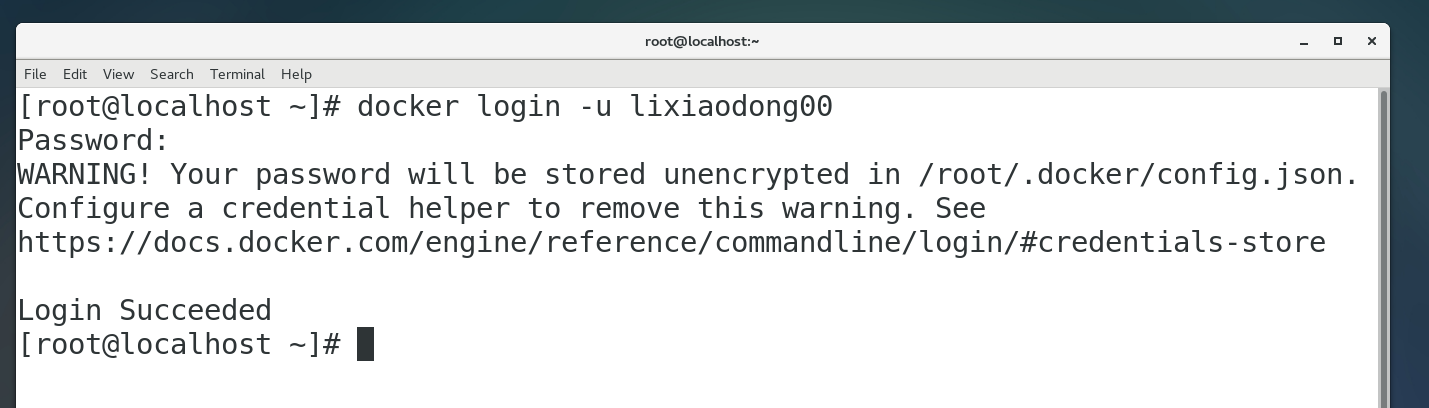 root@localhost:~
File Edit View Search Terminal Help
[root@localhost ~]# docker login -u lixiaodong00
Password:
WARNING! Your password will be stored unencrypted in /root/.docker/config.json.
Configure a credential helper to remove this warning. See
https://docs.docker.com/engine/reference/commandline/login/#credentials-store
Login Succeeded
[root@localhost ~]#